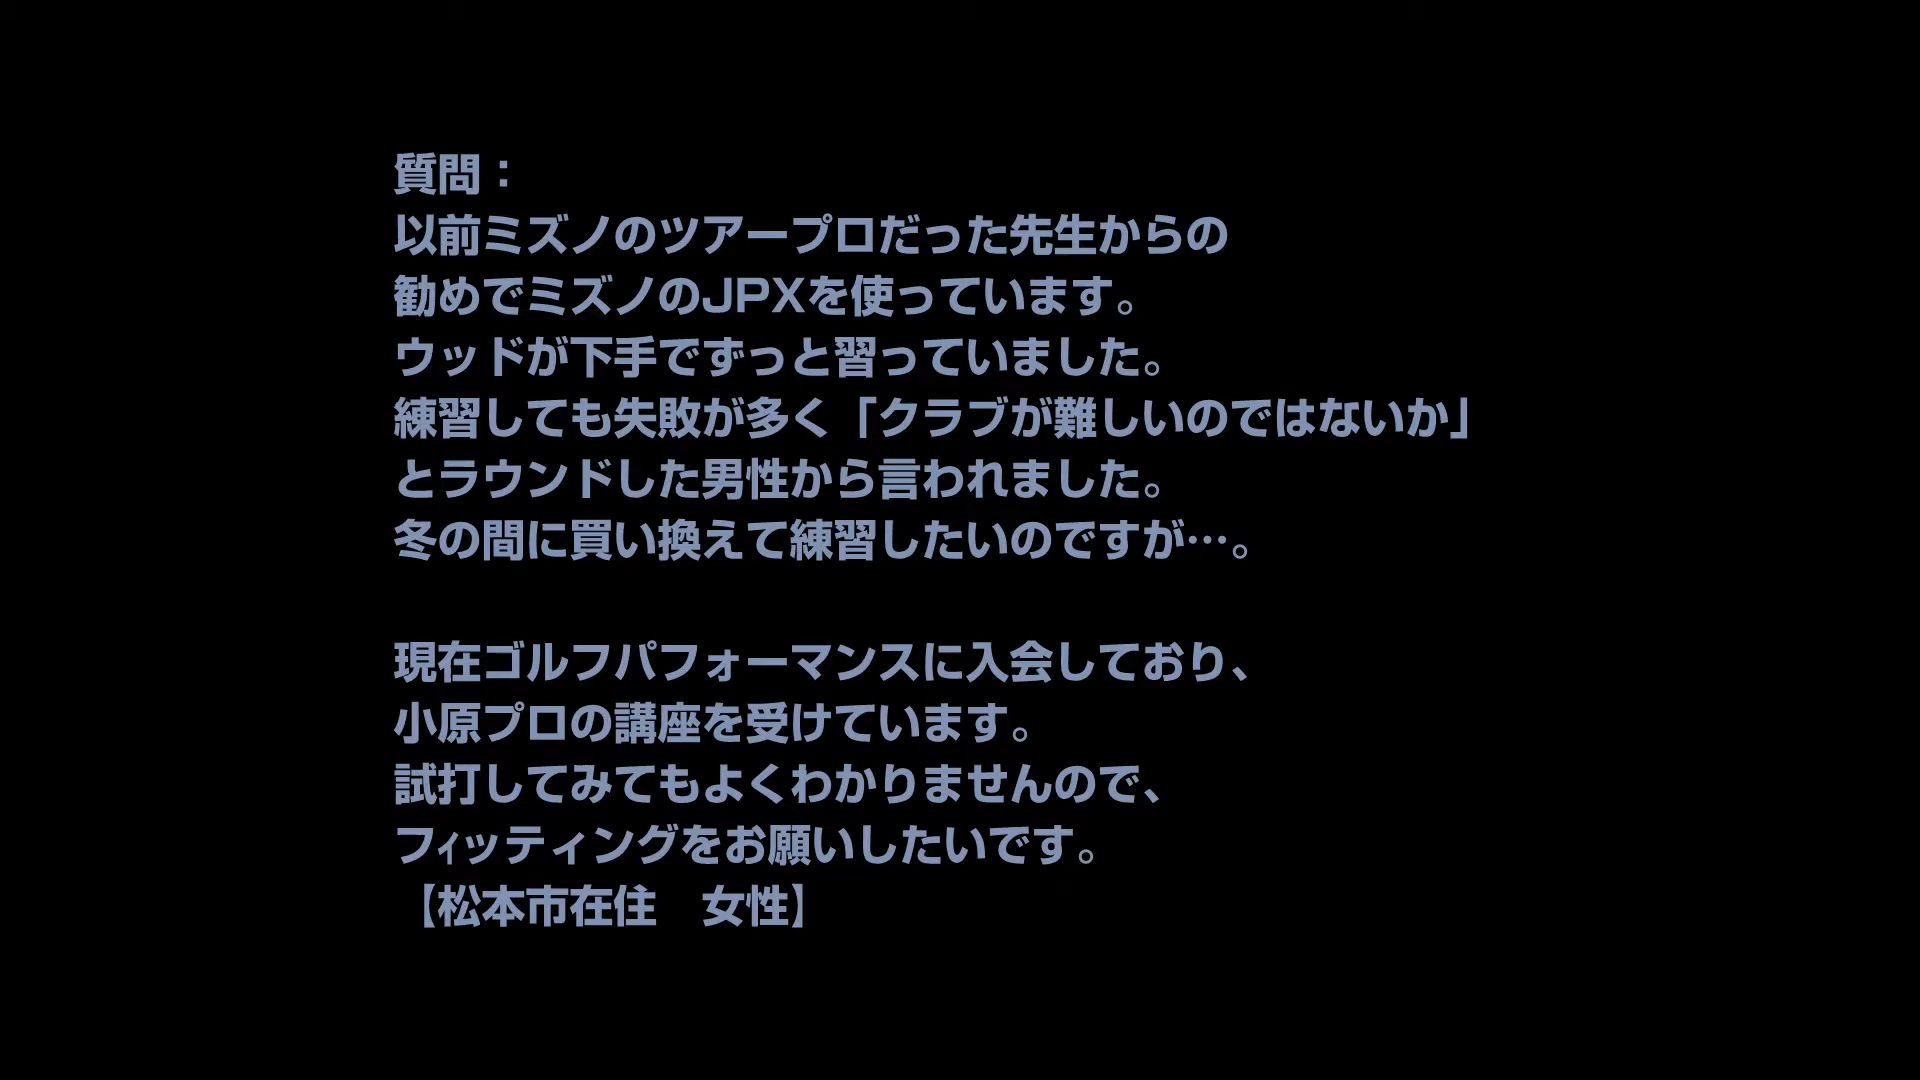 質問：
以前ミズノのツアープロだった先生からの
勧めでミズノのJPXを使っています。
ウッドが下手でずっと習っていました。
練習しても失敗が多く「クラブが難しいのではないか」
とラウンドした男性から言われました。
冬の間に買い換えて練習したいのですが…。
現在ゴルフパフォーマンスに入会しており、
小原プロの講座を受けています。
試打してみてもよくわかりませんので、
フィッティングをお願いしたいです。
【松本市在住　女性】